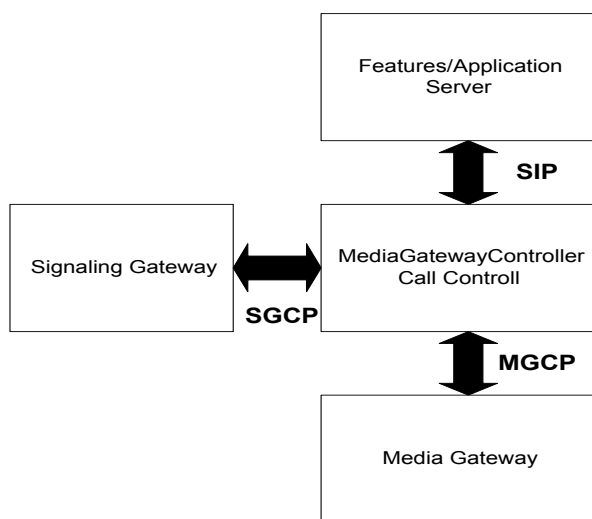 Features/Application
Server
SIP
Signaling Gateway
MediaGatewayController
Call Controll
SGCP
MGCP
Media Gateway